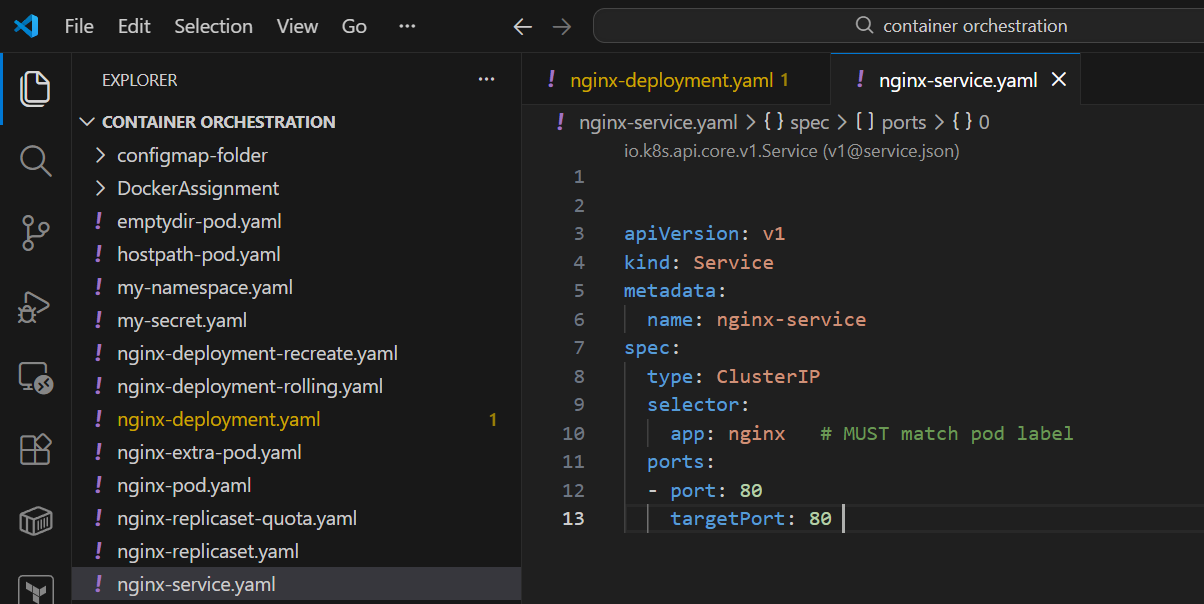 File Edit Selection View Go ··· ← → container orchestration
EXPLORER ···
CONTAINER ORCHESTRATION
configmap-folder
DockerAssignment
! emptydir-pod.yaml
! hostpath-pod.yaml
! my-namespace.yaml
! my-secret.yaml
! nginx-deployment-recreate.yaml
! nginx-deployment-rolling.yaml
! nginx-deployment.yaml 1
! nginx-extra-pod.yaml
! nginx-pod.yaml
! nginx-replicaset-quota.yaml
! nginx-replicaset.yaml
! nginx-service.yaml
! nginx-deployment.yaml 1 ! nginx-service.yaml ×
! nginx-service.yaml > { } spec > [ ] ports > { } 0
io.k8s.api.core.v1.Service (v1@service.json)
1
2
3 apiVersion: v1
4 kind: Service
5 metadata:
6   name: nginx-service
7 spec:
8   type: ClusterIP
9   selector:
10     app: nginx   # MUST match pod label
11   ports:
12   - port: 80
13     targetPort: 80